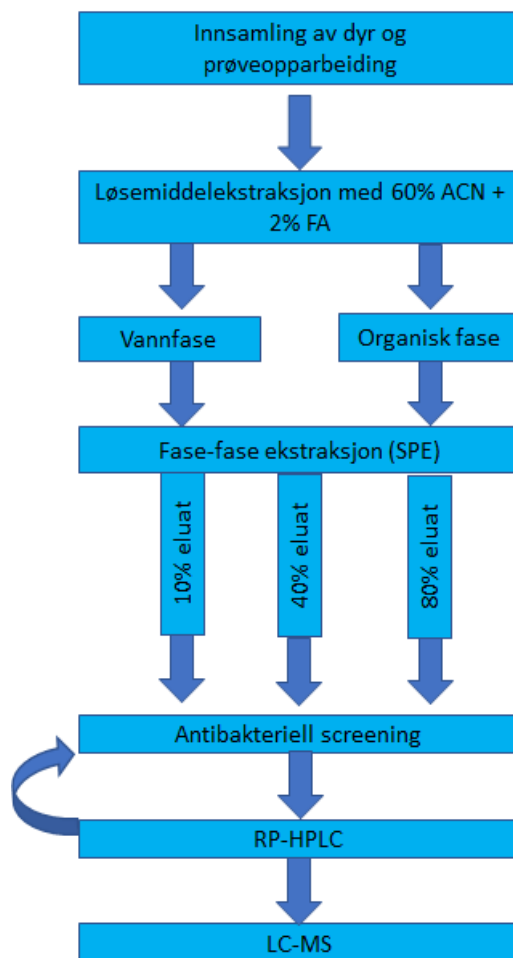 Innsamling av dyr og
prøveopparbeiding
Løsemiddelekstraksjon med 60% ACN +
2% FA
Vannfase
Organisk fase
Fase-fase ekstraksjon (SPE)
10% eluat
40% eluat
80% eluat
Antibakteriell screening
RP-HPLC
LC-MS